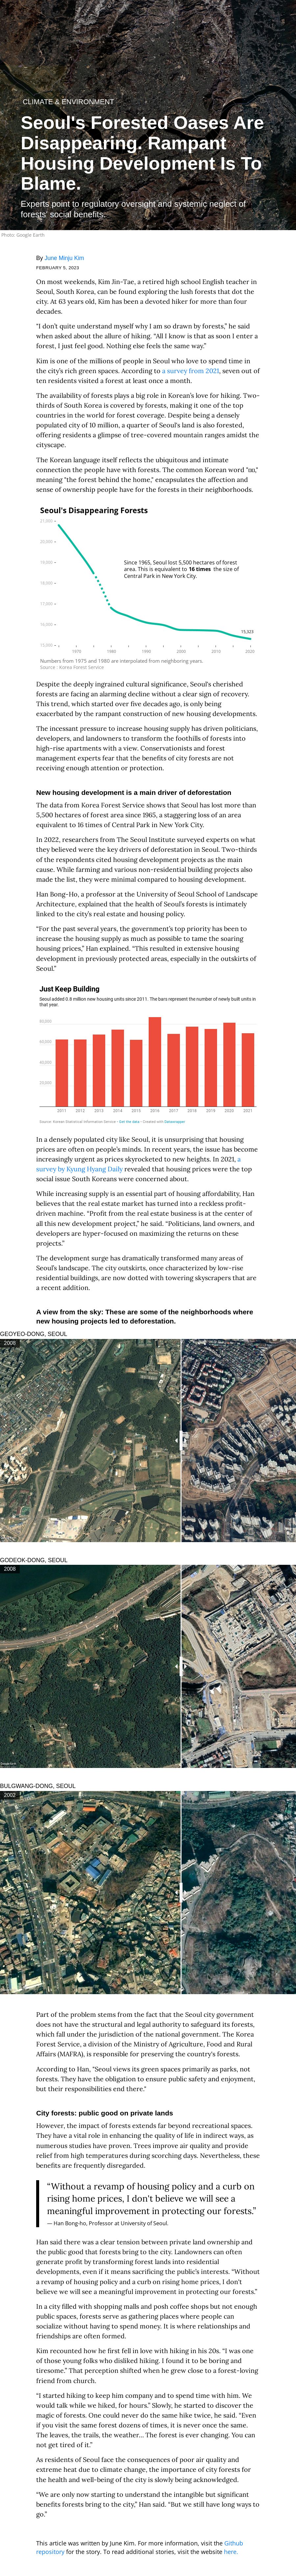 CLIMATE & ENVIRONMENT
Seoul's Forested Oases Are
Disappearing. Rampant
Housing Development Is To
Blame.
Experts point to regulatory oversight and systemic neglect of
forests' social benefits.
Photo: Google Earth
By June Minju Kim
FEBRUARY 5, 2023
On most weekends, Kim Jin-Tae, a retired high school English teacher in
Seoul, South Korea, can be found exploring the lush forests that dot the
city. At 63 years old, Kim has been a devoted hiker for more than four
decades.
"I don't quite understand myself why I am so drawn by forests," he said
when asked about the allure of hiking. "All I know is that as soon I enter a
forest, I just feel good. Nothing else feels the same way."
Kim is one of the millions of people in Seoul who love to spend time in
the city's rich green spaces. According to a survey from 2021, seven out of
ten residents visited a forest at least once a month.
The availability of forests plays a big role in Korean's love for hiking. Two-
thirds of South Korea is covered by forests, making it one of the top
countries in the world for forest coverage. Despite being a densely
populated city of 10 million, a quarter of Seoul's land is also forested,
offering residents a glimpse of tree-covered mountain ranges amidst the
cityscape.
The Korean language itself reflects the ubiquitous and intimate
connection the people have with forests. The common Korean word
meaning "the forest behind the home," encapsulates the affection and
sense of ownership people have for the forests in their neighborhoods.
Seoul's Disappearing Forests
21,000
20,000
19,000
18,000
17,000
16,000
15,000
Since 1965, Seoul lost 5,500 hectares of forest
area. This is equivalent to 16 times the size of
Central Park in New York City.
15,323
1970 1980 1990 2000 2010 2020
Numbers from 1975 and 1980 are interpolated from neighboring years.
Source : Korea Forest Service
Despite the deeply ingrained cultural significance, Seoul's cherished
forests are facing an alarming decline without a clear sign of recovery.
This trend, which started over five decades ago, is only being
exacerbated by the rampant construction of new housing developments.
The incessant pressure to increase housing supply has driven politicians,
developers, and landowners to transform the foothills of forests into
high-rise apartments with a view. Conservationists and forest
management experts fear that the benefits of city forests are not
receiving enough attention or protection.
New housing development is a main driver of deforestation
The data from Korea Forest Service shows that Seoul has lost more than
5,500 hectares of forest area since 1965, a staggering loss of an area
equivalent to 16 times of Central Park in New York City.
In 2022, researchers from The Seoul Institute surveyed experts on what
they believed were the key drivers of deforestation in Seoul. Two-thirds
of the respondents cited housing development projects as the main
cause. While farming and various non-residential building projects also
made the list, they were minimal compared to housing development.
Han Bong-Ho, a professor at the University of Seoul School of Landscape
Architecture, explained that the health of Seoul's forests is intimately
linked to the city's real estate and housing policy.
"For the past several years, the government's top priority has been to
increase the housing supply as much as possible to tame the soaring
housing prices," Han explained. "This resulted in extensive housing
development in previously protected areas, especially in the outskirts of
Seoul."
Just Keep Building
Seoul added 0.8 million new housing units since 2011. The bars represent the number of newly built units in
that year.
80,000
60,000
40,000
20,000
2011 2012 2013 2014 2015 2016 2017 2018 2019 2020 2021
Source: Korean Statistical Information Service • Get the data • Created with Datawrapper
In a densely populated city like Seoul, it is unsurprising that housing
prices are often on people's minds. In recent years, the issue has become
increasingly urgent as prices skyrocketed to new heights. In 2021, a
survey by Kyung Hyang Daily revealed that housing prices were the top
social issue South Koreans were concerned about.
While increasing supply is an essential part of housing affordability, Han
believes that the real estate market has turned into a reckless profit-
driven machine. "Profit from the real estate business is at the center of
all this new development project," he said. "Politicians, land owners, and
developers are hyper-focused on maximizing the returns on these
projects."
The development surge has dramatically transformed many areas of
Seoul's landscape. The city outskirts, once characterized by low-rise
residential buildings, are now dotted with towering skyscrapers that are
a recent addition.
A view from the sky: These are some of the neighborhoods where
new housing projects led to deforestation.
GEOYEO-DONG, SEOUL
2008
GODEOK-DONG, SEOUL
2008
BULGWANG-DONG, SEOUL
2002
Part of the problem stems from the fact that the Seoul city government
does not have the structural and legal authority to safeguard its forests,
which fall under the jurisdiction of the national government. The Korea
Forest Service, a division of the Ministry of Agriculture, Food and Rural
Affairs (MAFRA), is responsible for preserving the country's forests.
According to Han, "Seoul views its green spaces primarily as parks, not
forests. They have the obligation to ensure public safety and enjoyment,
but their responsibilities end there."
City forests: public good on private lands
However, the impact of forests extends far beyond recreational spaces.
They have a vital role in enhancing the quality of life in indirect ways, as
numerous studies have proven. Trees improve air quality and provide
relief from high temperatures during scorching days. Nevertheless, these
benefits are frequently disregarded.
"Without a revamp of housing policy and a curb on
rising home prices, I don't believe we will see a
meaningful improvement in protecting our forests."
— Han Bong-ho, Professor at University of Seoul.
Han said there was a clear tension between private land ownership and
the public good that forests bring to the city. Landowners can often
generate profit by transforming forest lands into residential
developments, even if it means sacrificing the public's interests. "Without
a revamp of housing policy and a curb on rising home prices, I don't
believe we will see a meaningful improvement in protecting our forests."
In a city filled with shopping malls and posh coffee shops but not enough
public spaces, forests serve as gathering places where people can
socialize without having to spend money. It is where relationships and
friendships are often formed.
Kim recounted how he first fell in love with hiking in his 20s. "I was one
of those young folks who disliked hiking. I found it to be boring and
tiresome." That perception shifted when he grew close to a forest-loving
friend from church.
"I started hiking to keep him company and to spend time with him. We
would talk while we hiked, for hours." Slowly, he started to discover the
magic of forests. One could never do the same hike twice, he said. "Even
if you visit the same forest dozens of times, it is never once the same.
The leaves, the trails, the weather... The forest is ever changing. You can
not get tired of it."
As residents of Seoul face the consequences of poor air quality and
extreme heat due to climate change, the importance of city forests for
the health and well-being of the city is slowly being acknowledged.
"We are only now starting to understand the intangible but significant
benefits forests bring to the city," Han said. "But we still have long ways to
go."
This article was written by June Kim. For more information, visit the Github
repository for the story. To read additional stories, visit the website here.